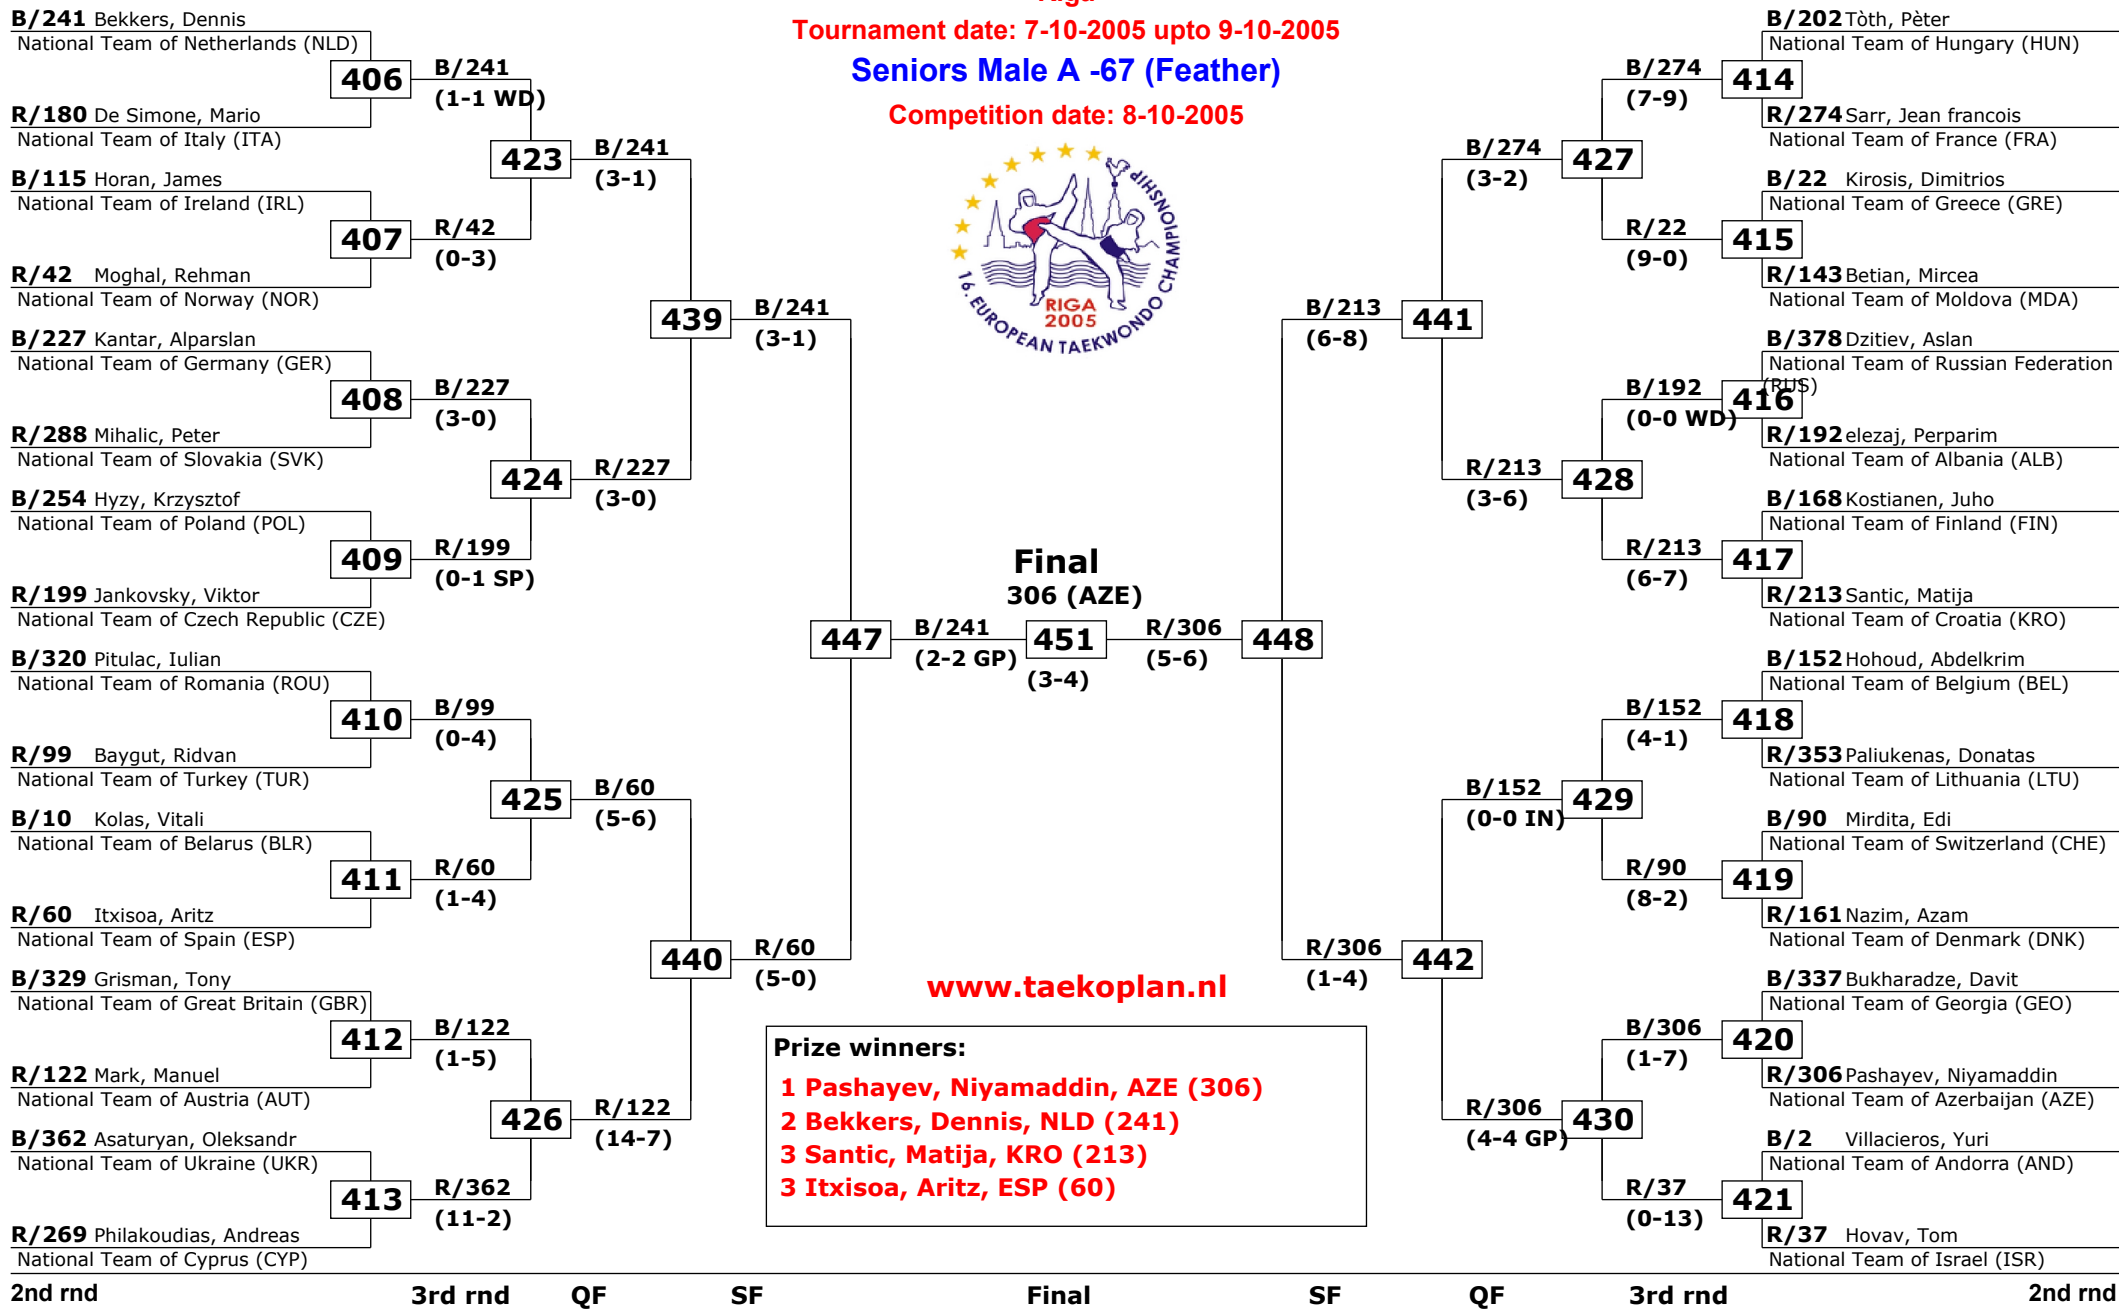 Riga
Tournament date: 7-10-2005 upto 9-10-2005
Seniors Male A -67 (Feather)
Competition date: 8-10-2005
16. EUROPEAN TAEKWONDO CHAMPIONSHIP
RIGA
2005
B/241 Bekkers, Dennis
National Team of Netherlands (NLD)
406
R/180 De Simone, Mario
National Team of Italy (ITA)
B/115 Horan, James
National Team of Ireland (IRL)
407
R/42 Moghal, Rehman
National Team of Norway (NOR)
B/227 Kantar, Alparslan
National Team of Germany (GER)
408
R/288 Mihalic, Peter
National Team of Slovakia (SVK)
B/254 Hyzy, Krzysztof
National Team of Poland (POL)
409
R/199 Jankovsky, Viktor
National Team of Czech Republic (CZE)
B/320 Pitulac, Iulian
National Team of Romania (ROU)
410
R/99 Baygut, Ridvan
National Team of Turkey (TUR)
B/10 Kolas, Vitali
National Team of Belarus (BLR)
411
R/60 Itxisoa, Aritz
National Team of Spain (ESP)
B/329 Grisman, Tony
National Team of Great Britain (GBR)
412
R/122 Mark, Manuel
National Team of Austria (AUT)
B/362 Asaturyan, Oleksandr
National Team of Ukraine (UKR)
413
R/269 Philakoudias, Andreas
National Team of Cyprus (CYP)
B/241
(1-1 WD)
423
R/42
(0-3)
B/227
(3-0)
424
R/199
(0-1 SP)
B/99
(0-4)
425
R/60
(1-4)
B/122
(1-5)
426
R/362
(11-2)
B/241
(3-1)
439
R/227
(3-0)
B/60
(5-6)
440
R/122
(14-7)
B/241
(3-1)
447
R/60
(5-0)
B/241
(2-2 GP)
Final
306 (AZE)
451
(3-4)
R/306
(5-6)
448
B/213
(6-8)
R/306
(1-4)
441
442
B/274
(3-2)
R/213
(3-6)
B/152
(0-0 IN)
R/306
(4-4 GP)
427
428
429
430
B/274
(7-9)
R/22
(9-0)
B/192
(0-0 WD)
R/213
(6-7)
B/152
(4-1)
R/90
(8-2)
B/306
(1-7)
R/37
(0-13)
B/202 Tòth, Pèter
National Team of Hungary (HUN)
414
R/274 Sarr, Jean francois
National Team of France (FRA)
B/22 Kirosis, Dimitrios
National Team of Greece (GRE)
415
R/143 Betian, Mircea
National Team of Moldova (MDA)
B/378 Dzitiev, Aslan
National Team of Russian Federation
(RUS)
416
R/192 elezaj, Perparim
National Team of Albania (ALB)
B/168 Kostianen, Juho
National Team of Finland (FIN)
417
R/213 Santic, Matija
National Team of Croatia (KRO)
B/152 Hohoud, Abdelkrim
National Team of Belgium (BEL)
418
R/353 Paliukenas, Donatas
National Team of Lithuania (LTU)
B/90 Mirdita, Edi
National Team of Switzerland (CHE)
419
R/161 Nazim, Azam
National Team of Denmark (DNK)
B/337 Bukharadze, Davit
National Team of Georgia (GEO)
420
R/306 Pashayev, Niyamaddin
National Team of Azerbaijan (AZE)
B/2 Villacieros, Yuri
National Team of Andorra (AND)
421
R/37 Hovav, Tom
National Team of Israel (ISR)
www.taekoplan.nl
Prize winners:
1 Pashayev, Niyamaddin, AZE (306)
2 Bekkers, Dennis, NLD (241)
3 Santic, Matija, KRO (213)
3 Itxisoa, Aritz, ESP (60)
2nd rnd 3rd rnd QF SF Final SF QF 3rd rnd 2nd rnd